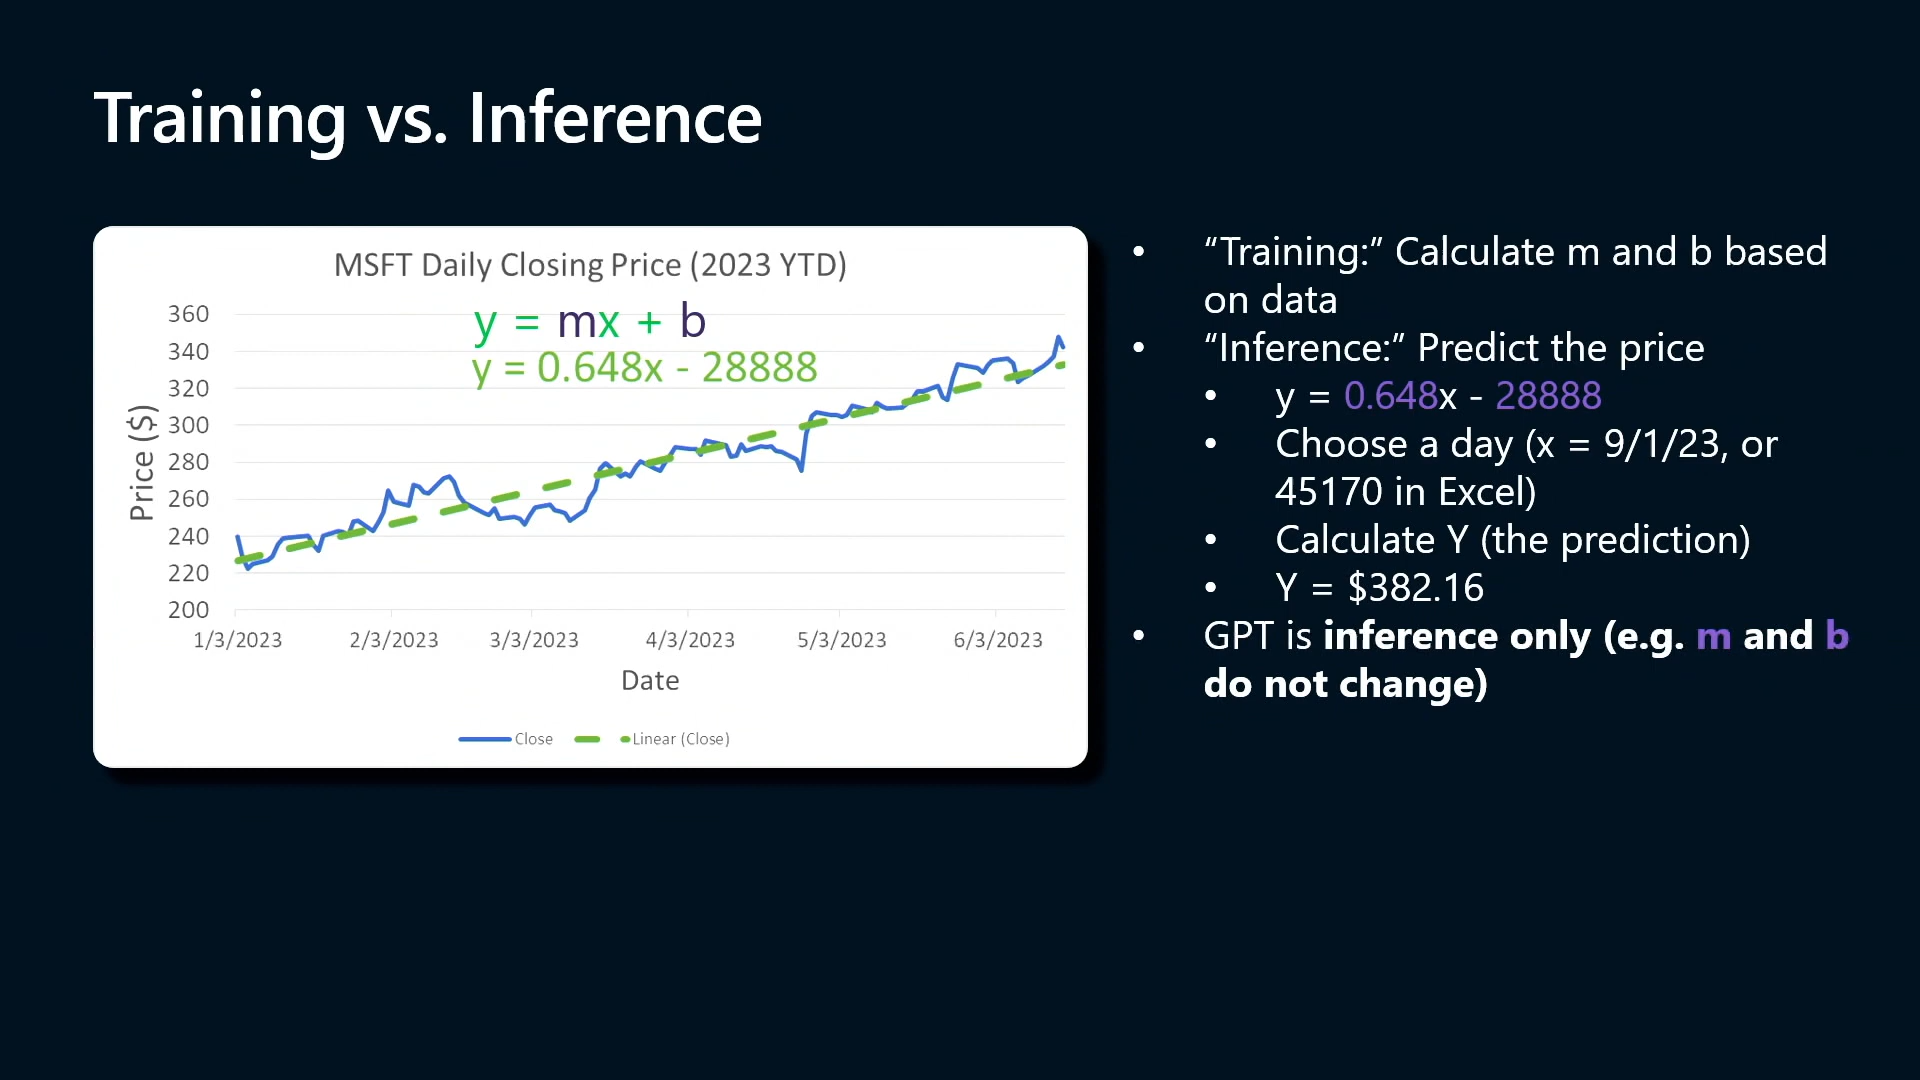 Training vs. Inference
MSFT Daily Closing Price (2023 YTD)
y = mx + b
y = 0.648x - 28888
360
340
320
300
280
260
240
220
200
Price ($)
1/3/2023 2/3/2023 3/3/2023 4/3/2023 5/3/2023 6/3/2023
Date
Close Linear (Close)
• “Training:” Calculate m and b based
on data
• “Inference:” Predict the price
• y = 0.648x - 28888
• Choose a day (x = 9/1/23, or
45170 in Excel)
• Calculate Y (the prediction)
• Y = $382.16
• GPT is inference only (e.g. m and b
do not change)